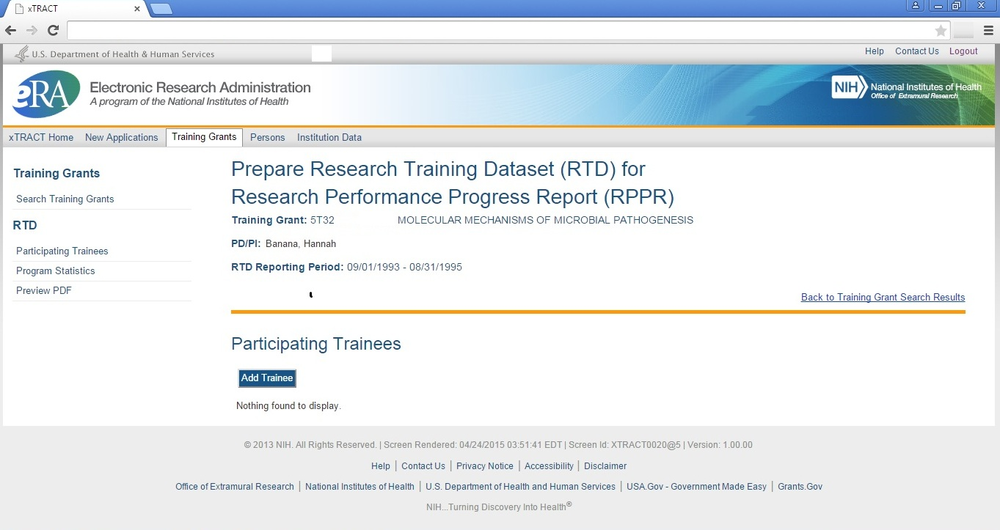 xTRACT
U.S. Department of Health & Human Services
Help Contact Us Logout
eRA
Electronic Research Administration
A program of the National Institutes of Health
NIH
National Institutes of Health
Office of Extramural Research
xTRACT Home New Applications Training Grants Persons Institution Data
Training Grants
Search Training Grants
RTD
Participating Trainees
Program Statistics
Preview PDF
Prepare Research Training Dataset (RTD) for
Research Performance Progress Report (RPPR)
Training Grant: 5T32 MOLECULAR MECHANISMS OF MICROBIAL PATHOGENESIS
PD/PI: Banana, Hannah
RTD Reporting Period: 09/01/1993 - 08/31/1995
Back to Training Grant Search Results
Participating Trainees
Add Trainee
Nothing found to display.
© 2013 NIH. All Rights Reserved. | Screen Rendered: 04/24/2015 03:51:41 EDT | Screen Id: XTRACT0020@5 | Version: 1.00.00
Help | Contact Us | Privacy Notice | Accessibility | Disclaimer
Office of Extramural Research | National Institutes of Health | U.S. Department of Health and Human Services | USA.Gov - Government Made Easy | Grants.Gov
NIH...Turning Discovery Into Health®